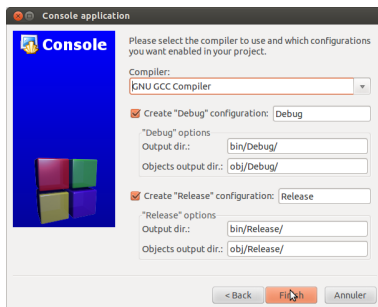 Console application
Console
Please select the compiler to use and which configurations
you want enabled in your project.
Compiler:
GNU GCC Compiler
Create "Debug" configuration: Debug
"Debug" options
Output dir.: bin/Debug/
Objects output dir.: obj/Debug/
Create "Release" configuration: Release
"Release" options
Output dir.: bin/Release/
Objects output dir.: obj/Release/
< Back Finish Annuler